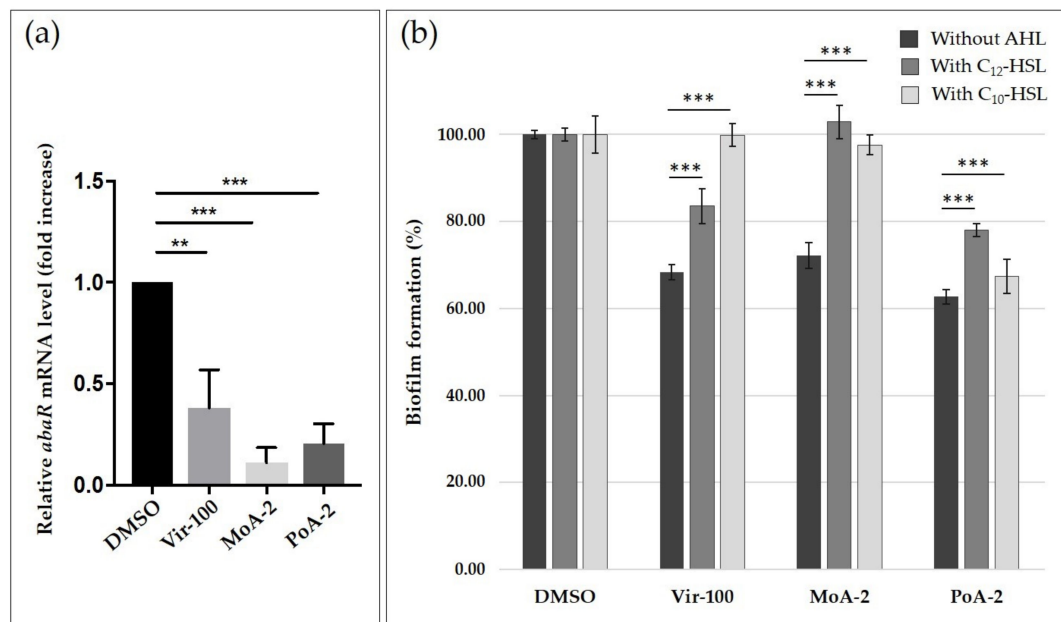 (a)
Relative abaR mRNA level (fold increase)
1.5
1.0
0.5
0.0
***
***
**
DMSO
Vir-100
MoA-2
PoA-2
(b)
Without AHL
With C₁₂-HSL
With C₁₀-HSL
Biofilm formation (%)
100.00
80.00
60.00
40.00
20.00
0.00
***
***
***
***
***
***
DMSO
Vir-100
MoA-2
PoA-2